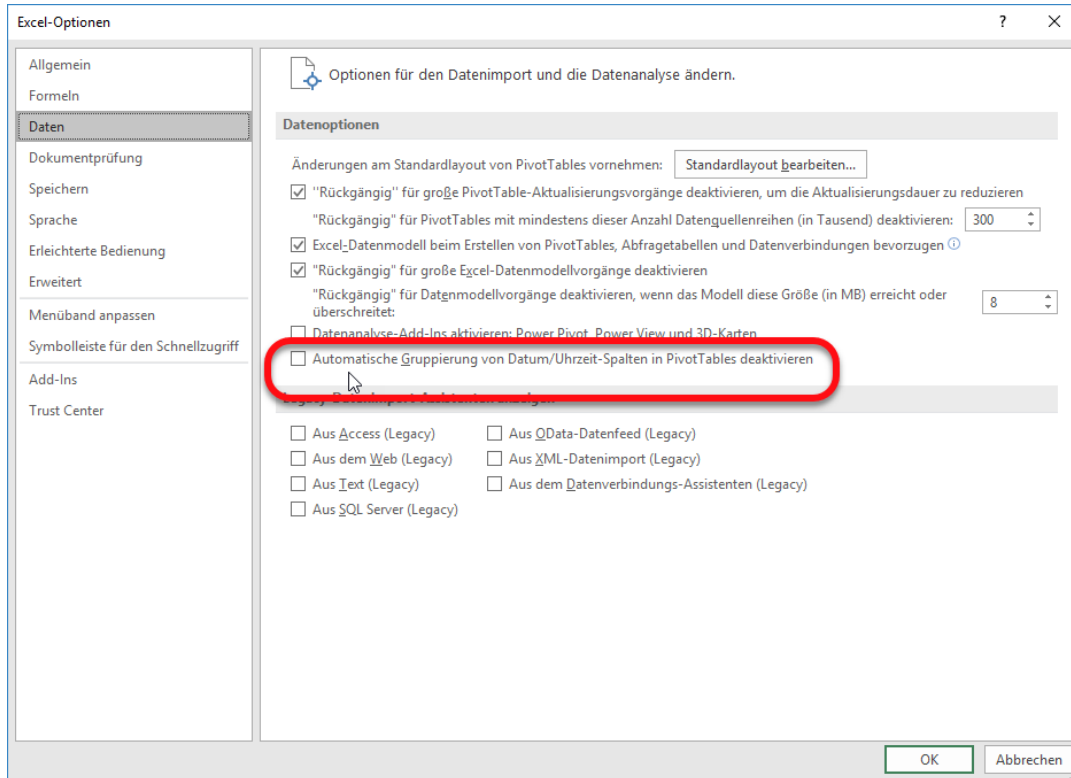 Excel-Optionen
Allgemein
Formeln
Daten
Dokumentprüfung
Speichern
Sprache
Erleichterte Bedienung
Erweitert
Menüband anpassen
Symbolleiste für den Schnellzugriff
Add-Ins
Trust Center
Optionen für den Datenimport und die Datenanalyse ändern.
Datenoptionen
Änderungen am Standardlayout von PivotTables vornehmen: Standardlayout bearbeiten...
"Rückgängig" für große PivotTable-Aktualisierungsvorgänge deaktivieren, um die Aktualisierungsdauer zu reduzieren
"Rückgängig" für PivotTables mit mindestens dieser Anzahl Datenquellenreihen (in Tausend) deaktivieren: 300
Excel-Datenmodell beim Erstellen von PivotTables, Abfragetabellen und Datenverbindungen bevorzugen
"Rückgängig" für große Excel-Datenmodellvorgänge deaktivieren
"Rückgängig" für Datenmodellvorgänge deaktivieren, wenn das Modell diese Größe (in MB) erreicht oder 8
überschreitet:
Datenanalyse-Add-Ins aktivieren: Power Pivot, Power View und 3D-Karten
Automatische Gruppierung von Datum/Uhrzeit-Spalten in PivotTables deaktivieren
Legacy-Datenimport-Assistenten anzeigen
Aus Access (Legacy) Aus OData-Datenfeed (Legacy)
Aus dem Web (Legacy) Aus XML-Datenimport (Legacy)
Aus Text (Legacy) Aus dem Datenverbindungs-Assistenten (Legacy)
Aus SQL Server (Legacy)
OK Abbrechen